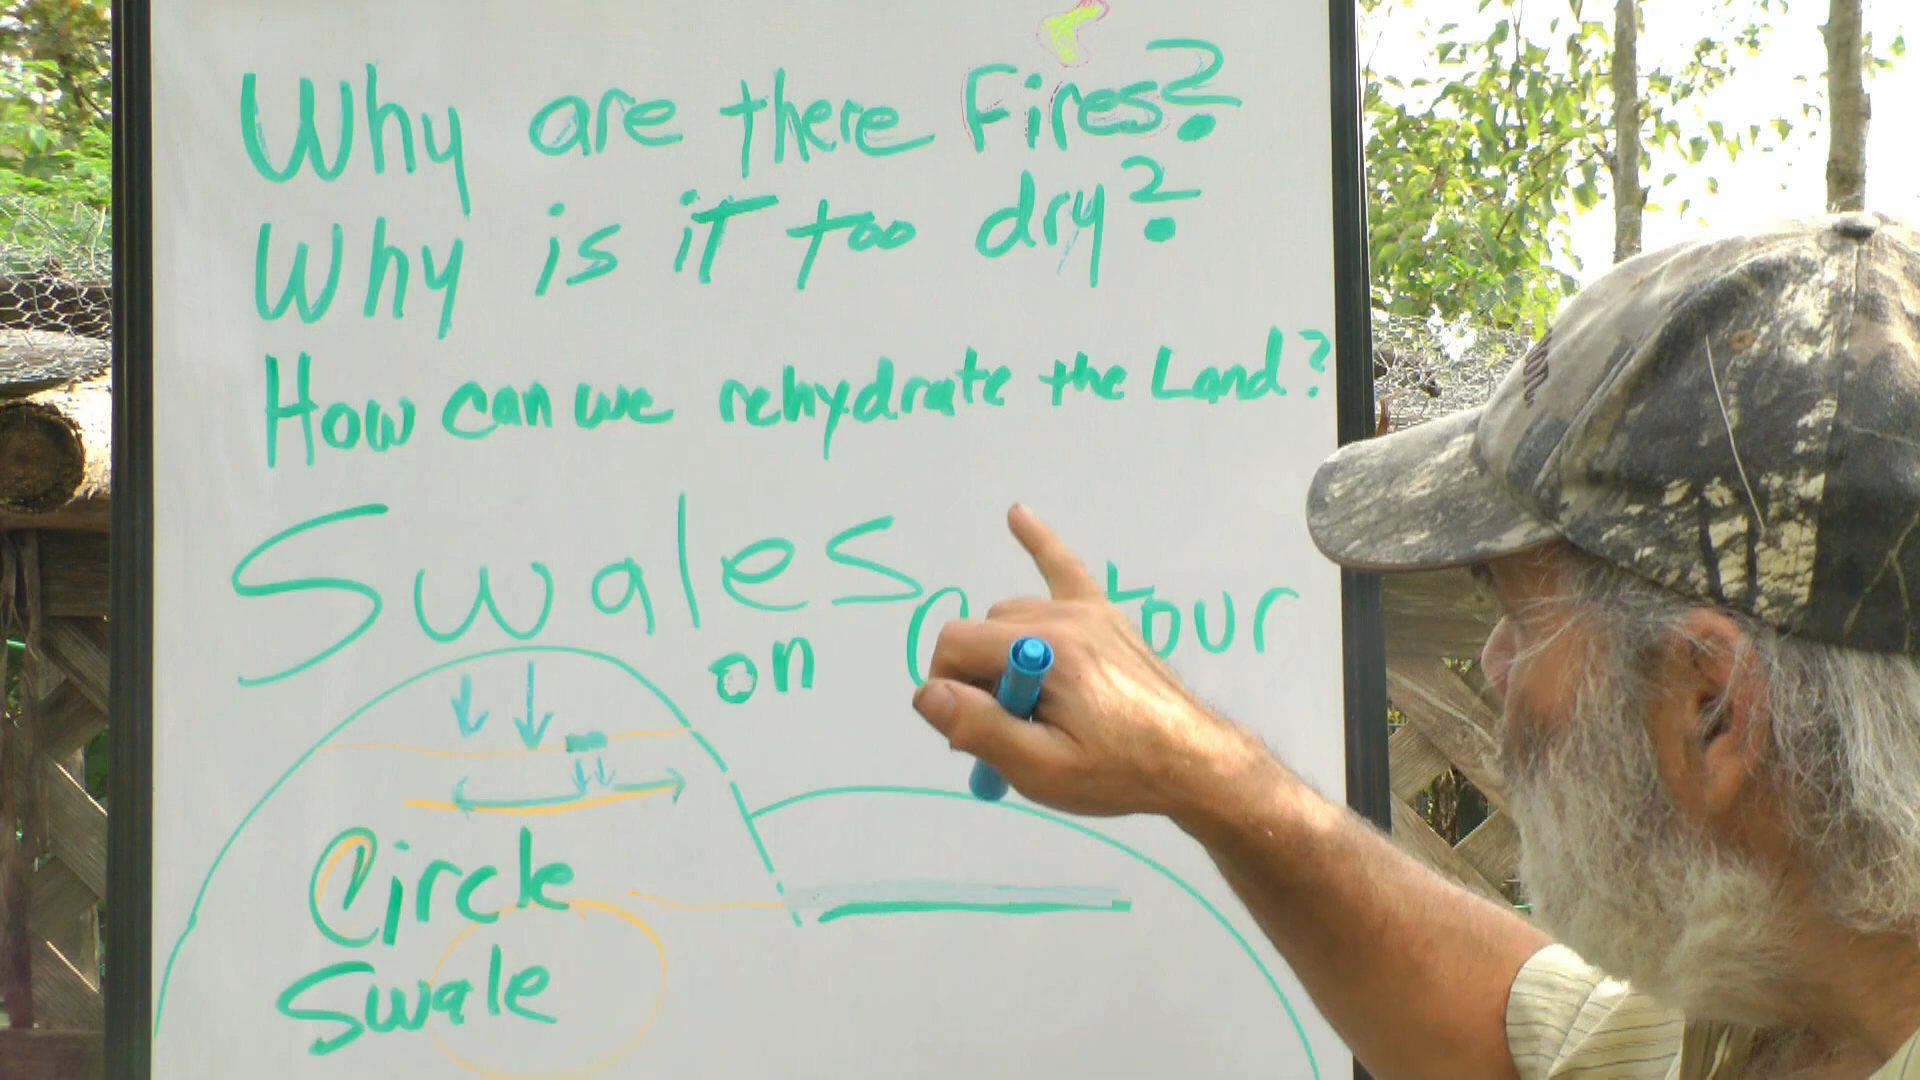 Why are there Fires?
Why is it too dry?
How can we rehydrate the Land?
Swales
on
Circle
Swale